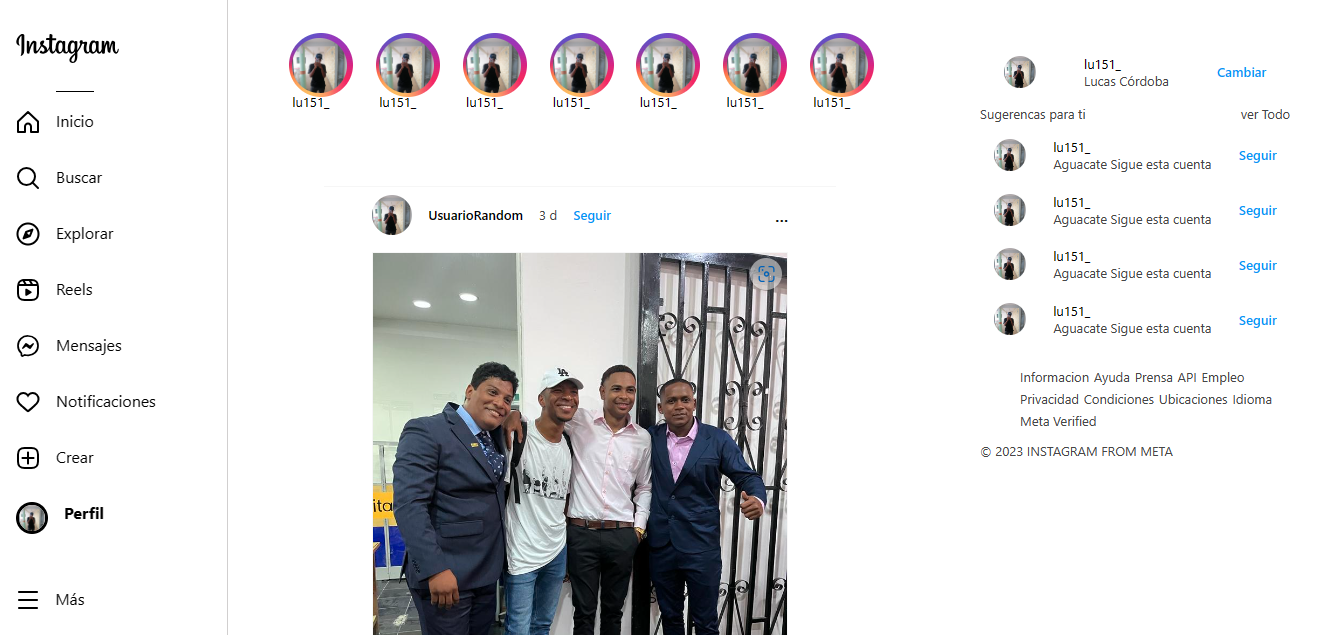 Instagram
Inicio
Buscar
Explorar
Reels
Mensajes
Notificaciones
Crear
Perfil
Más
lu151_ lu151_ lu151_ lu151_ lu151_ lu151_ lu151_
UsuarioRandom 3 d Seguir ...
LA
ita
lu151_
Lucas Córdoba
Cambiar
Sugerencas para ti ver Todo
lu151_
Aguacate Sigue esta cuenta
Seguir
lu151_
Aguacate Sigue esta cuenta
Seguir
lu151_
Aguacate Sigue esta cuenta
Seguir
lu151_
Aguacate Sigue esta cuenta
Seguir
Informacion Ayuda Prensa API Empleo
Privacidad Condiciones Ubicaciones Idioma
Meta Verified
© 2023 INSTAGRAM FROM META